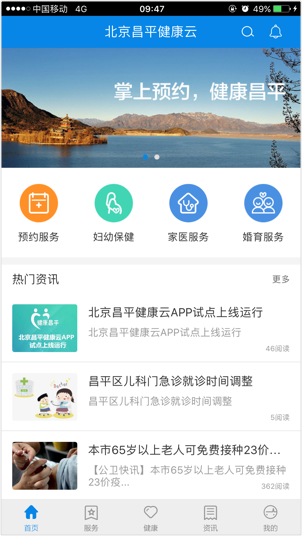 中国移动 4G 09:47 49%
北京昌平健康云
掌上预约，健康昌平
预约服务 妇幼保健 家医服务 婚育服务
热门资讯 更多
健康昌平
北京昌平健康云APP
试点上线运行
北京昌平健康云APP试点上线运行
北京昌平健康云APP试点上线运行
46阅读
昌平区儿科门急诊就诊时间调整
昌平区儿科门急诊就诊时间调整
5阅读
本市65岁以上老人可免费接种23价...
【公卫快讯】本市65岁以上老人可免费接种
23价疫...
362阅读
首页 服务 健康 资讯 我的